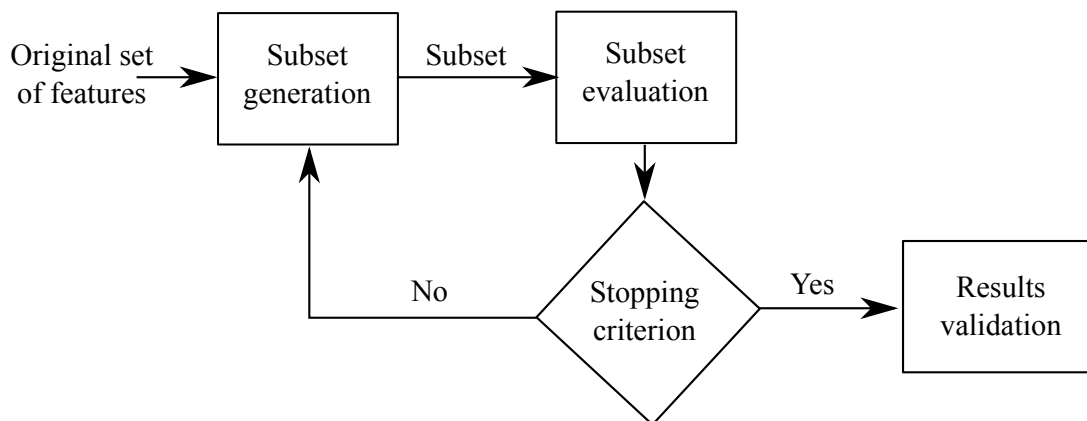 Original set
of features
Subset
generation
Subset
Subset
evaluation
Stopping
criterion
No
Yes
Results
validation